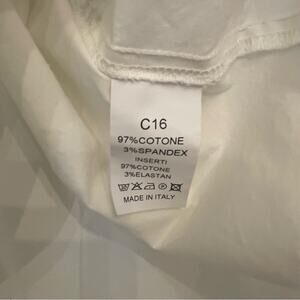 C16
97%COTONE
3%SPANDEX
INSERTI
97%COTONE
3%ELASTAN
MADE IN ITALY